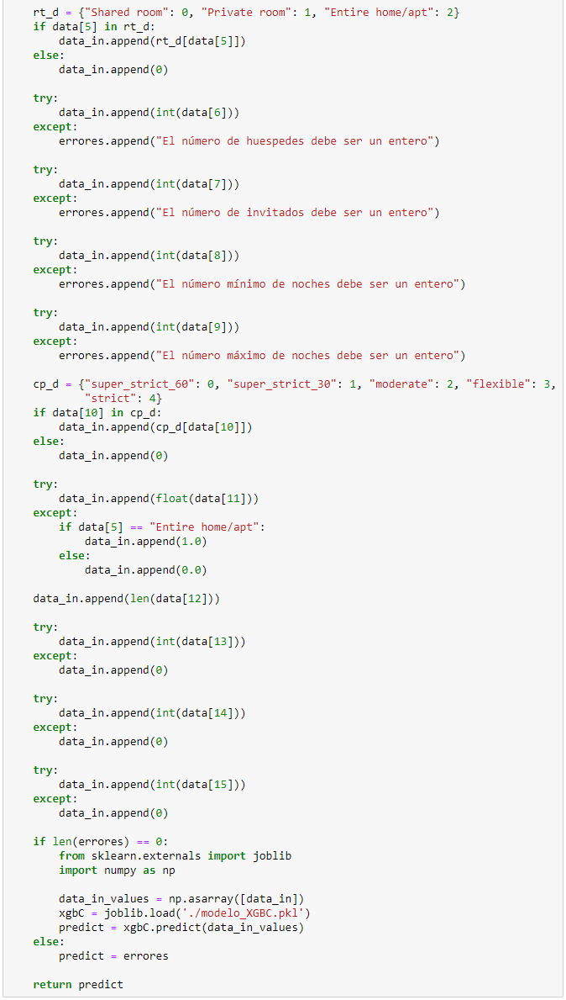 rt_d = {"Shared room": 0, "Private room": 1, "Entire home/apt": 2}
if data[5] in rt_d:
    data_in.append(rt_d[data[5]])
else:
    data_in.append(0)

try:
    data_in.append(int(data[6]))
except:
    errores.append("El número de huespedes debe ser un entero")

try:
    data_in.append(int(data[7]))
except:
    errores.append("El número de invitados debe ser un entero")

try:
    data_in.append(int(data[8]))
except:
    errores.append("El número mínimo de noches debe ser un entero")

try:
    data_in.append(int(data[9]))
except:
    errores.append("El número máximo de noches debe ser un entero")

cp_d = {"super_strict_60": 0, "super_strict_30": 1, "moderate": 2, "flexible": 3,
        "strict": 4}
if data[10] in cp_d:
    data_in.append(cp_d[data[10]])
else:
    data_in.append(0)

try:
    data_in.append(float(data[11]))
except:
    if data[5] == "Entire home/apt":
        data_in.append(1.0)
    else:
        data_in.append(0.0)

data_in.append(len(data[12]))

try:
    data_in.append(int(data[13]))
except:
    data_in.append(0)

try:
    data_in.append(int(data[14]))
except:
    data_in.append(0)

try:
    data_in.append(int(data[15]))
except:
    data_in.append(0)

if len(errores) == 0:
    from sklearn.externals import joblib
    import numpy as np

    data_in_values = np.asarray([data_in])
    xgbC = joblib.load('./modelo_XGBC.pkl')
    predict = xgbC.predict(data_in_values)
else:
    predict = errores

return predict